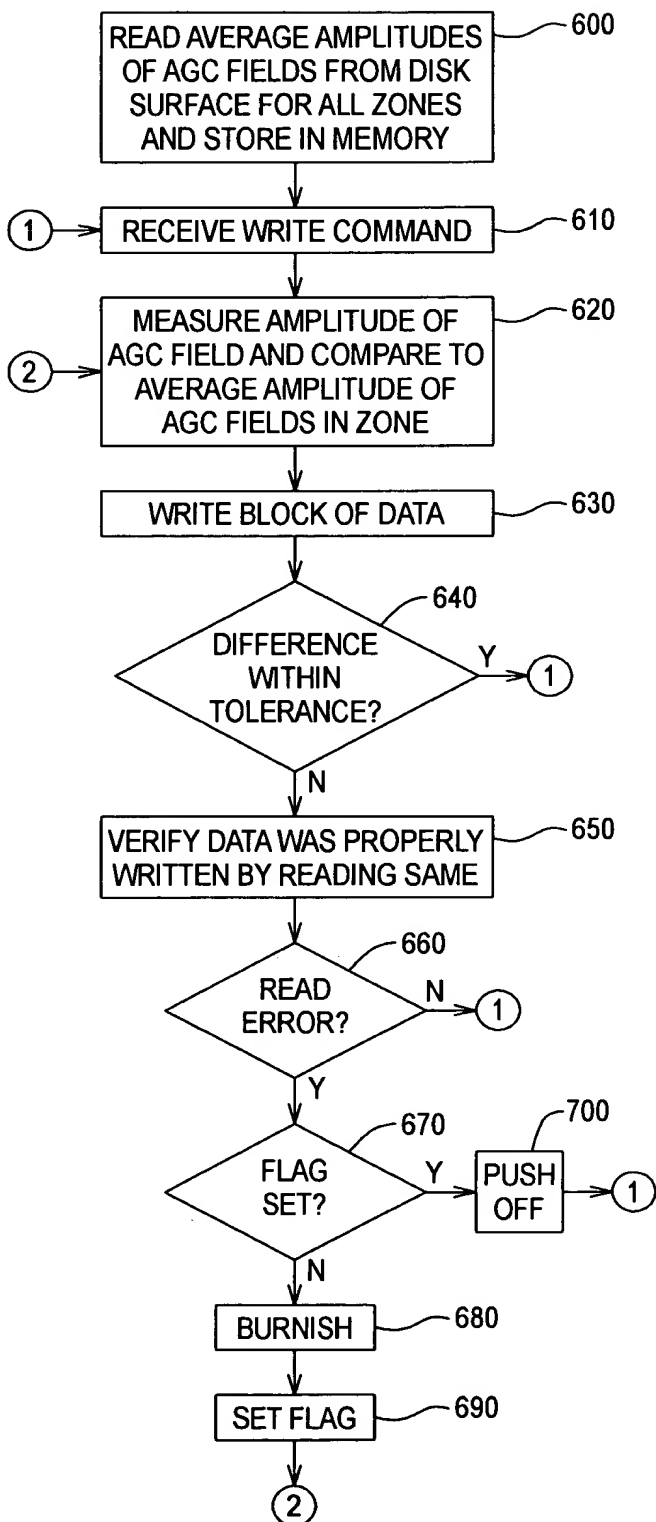 READ AVERAGE AMPLITUDES
OF AGC FIELDS FROM DISK
SURFACE FOR ALL ZONES
AND STORE IN MEMORY
600
1
RECEIVE WRITE COMMAND
610
2
MEASURE AMPLITUDE OF
AGC FIELD AND COMPARE TO
AVERAGE AMPLITUDE OF
AGC FIELDS IN ZONE
620
WRITE BLOCK OF DATA
630
640
DIFFERENCE
WITHIN
TOLERANCE?
Y
1
N
VERIFY DATA WAS PROPERLY
WRITTEN BY READING SAME
650
660
READ
ERROR?
N
1
Y
670
FLAG
SET?
Y
700
PUSH
OFF
1
N
BURNISH
680
SET FLAG
690
2